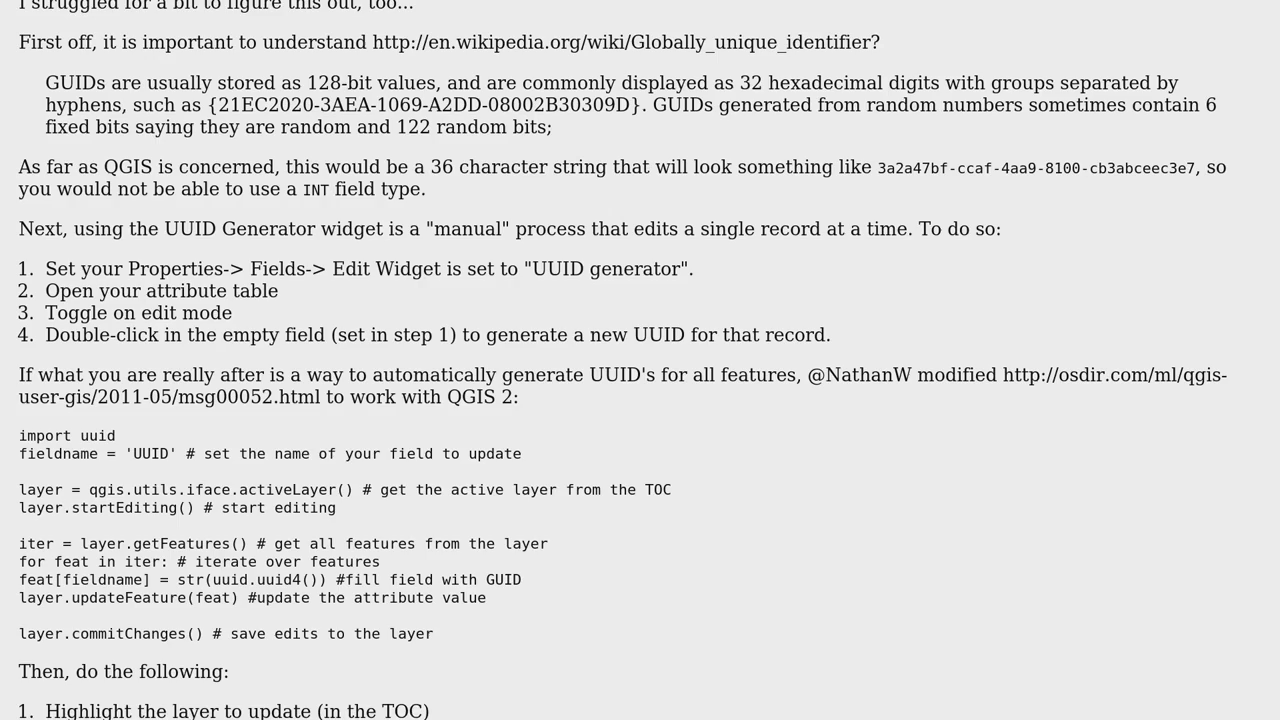 I struggled for a bit to figure this out, too...
First off, it is important to understand http://en.wikipedia.org/wiki/Globally_unique_identifier?
GUIDs are usually stored as 128-bit values, and are commonly displayed as 32 hexadecimal digits with groups separated by
hyphens, such as {21EC2020-3AEA-1069-A2DD-08002B30309D}. GUIDs generated from random numbers sometimes contain 6
fixed bits saying they are random and 122 random bits;
As far as QGIS is concerned, this would be a 36 character string that will look something like 3a2a47bf-ccaf-4aa9-8100-cb3abceec3e7, so
you would not be able to use a INT field type.
Next, using the UUID Generator widget is a "manual" process that edits a single record at a time. To do so:
1. Set your Properties-> Fields-> Edit Widget is set to "UUID generator".
2. Open your attribute table
3. Toggle on edit mode
4. Double-click in the empty field (set in step 1) to generate a new UUID for that record.
If what you are really after is a way to automatically generate UUID's for all features, @NathanW modified http://osdir.com/ml/qgis-
user-gis/2011-05/msg00052.html to work with QGIS 2:
import uuid
fieldname = 'UUID' # set the name of your field to update
layer = qgis.utils.iface.activeLayer() # get the active layer from the TOC
layer.startEditing() # start editing
iter = layer.getFeatures() # get all features from the layer
for feat in iter: # iterate over features
feat[fieldname] = str(uuid.uuid4()) #fill field with GUID
layer.updateFeature(feat) #update the attribute value
layer.commitChanges() # save edits to the layer
Then, do the following:
1. Highlight the layer to update (in the TOC)